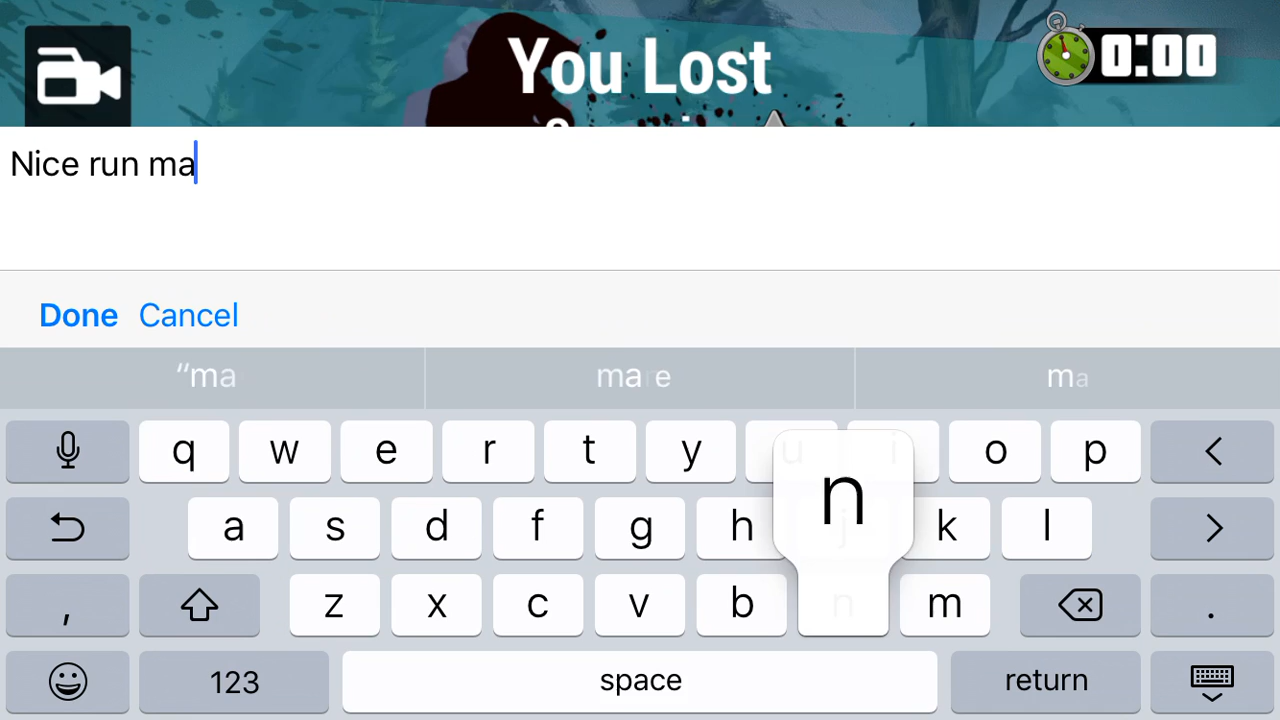 You Lost
0:00
Nice run ma
Done Cancel
“ma mare ma
q w e r t y u i o p <
n
a s d f g h j k l >
, z x c v b n m .
123 space return